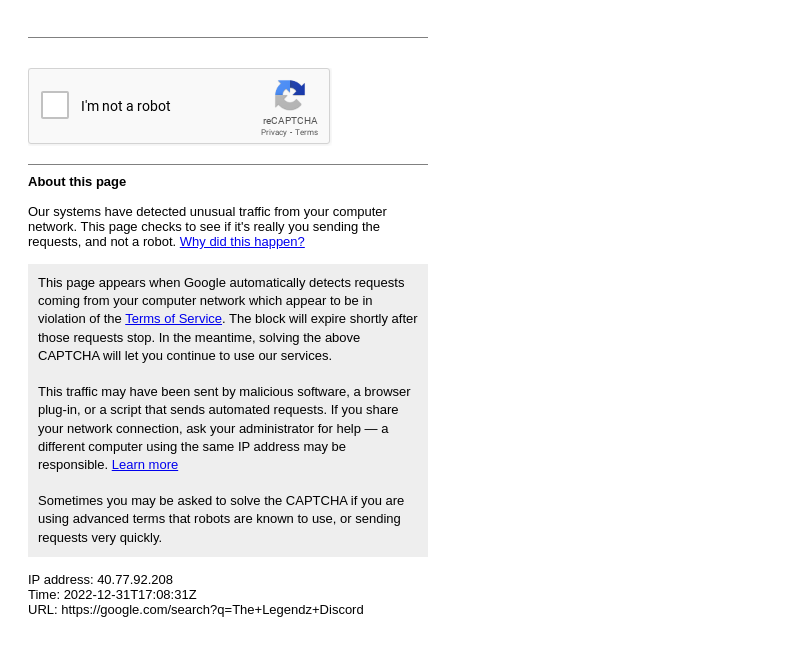 I'm not a robot
reCAPTCHA
Privacy - Terms
About this page
Our systems have detected unusual traffic from your computer
network. This page checks to see if it's really you sending the
requests, and not a robot. Why did this happen?
This page appears when Google automatically detects requests
coming from your computer network which appear to be in
violation of the Terms of Service. The block will expire shortly after
those requests stop. In the meantime, solving the above
CAPTCHA will let you continue to use our services.
This traffic may have been sent by malicious software, a browser
plug-in, or a script that sends automated requests. If you share
your network connection, ask your administrator for help — a
different computer using the same IP address may be
responsible. Learn more
Sometimes you may be asked to solve the CAPTCHA if you are
using advanced terms that robots are known to use, or sending
requests very quickly.
IP address: 40.77.92.208
Time: 2022-12-31T17:08:31Z
URL: https://google.com/search?q=The+Legendz+Discord